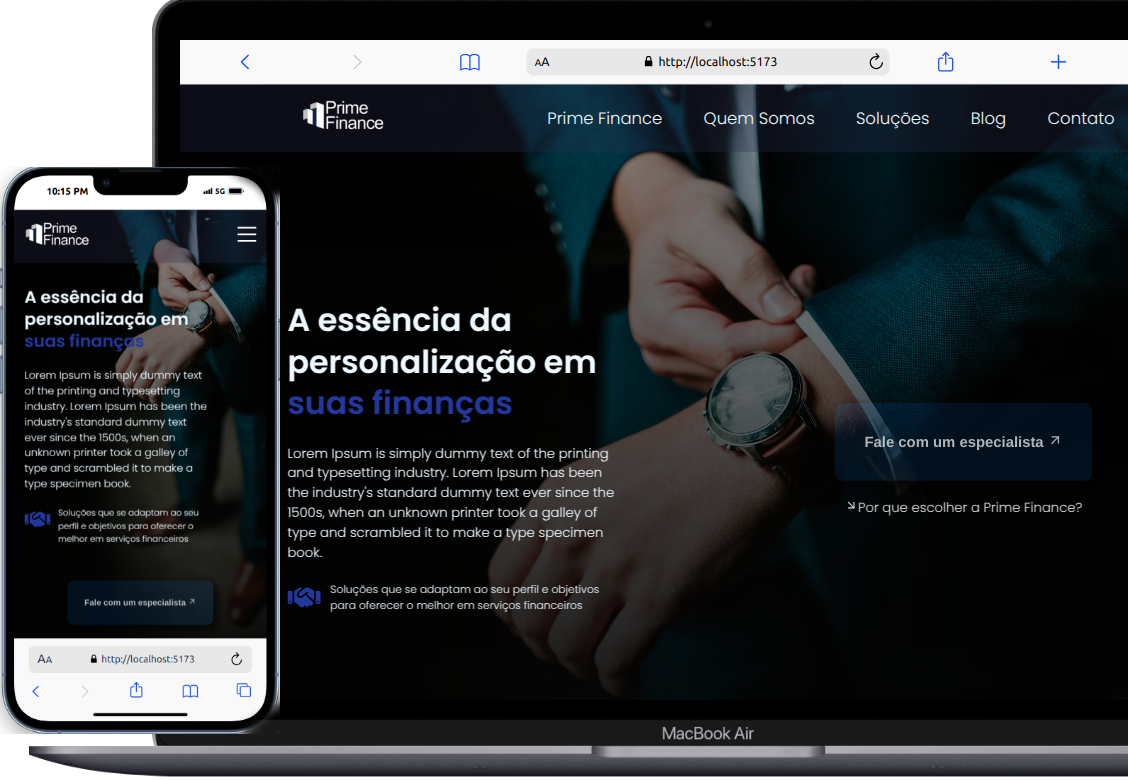 AA
http://localhost:5173
Prime
Finance
Prime Finance
Quem Somos
Soluções
Blog
Contato
A essência da
personalização em
suas finanças
Lorem Ipsum is simply dummy text of the printing
and typesetting industry. Lorem Ipsum has been
the industry's standard dummy text ever since the
1500s, when an unknown printer took a galley of
type and scrambled it to make a type specimen
book.
Soluções que se adaptam ao seu perfil e objetivos
para oferecer o melhor em serviços financeiros
Fale com um especialista
Por que escolher a Prime Finance?
MacBook Air
10:15 PM
5G
Prime
Finance
A essência da
personalização em
suas finanças
Lorem Ipsum is simply dummy text
of the printing and typesetting
industry. Lorem Ipsum has been the
industry's standard dummy text
ever since the 1500s, when an
unknown printer took a galley of
type and scrambled it to make a
type specimen book.
Soluções que se adaptam ao seu
perfil e objetivos para oferecer o
melhor em serviços financeiros
Fale com um especialista
AA
http://localhost:5173